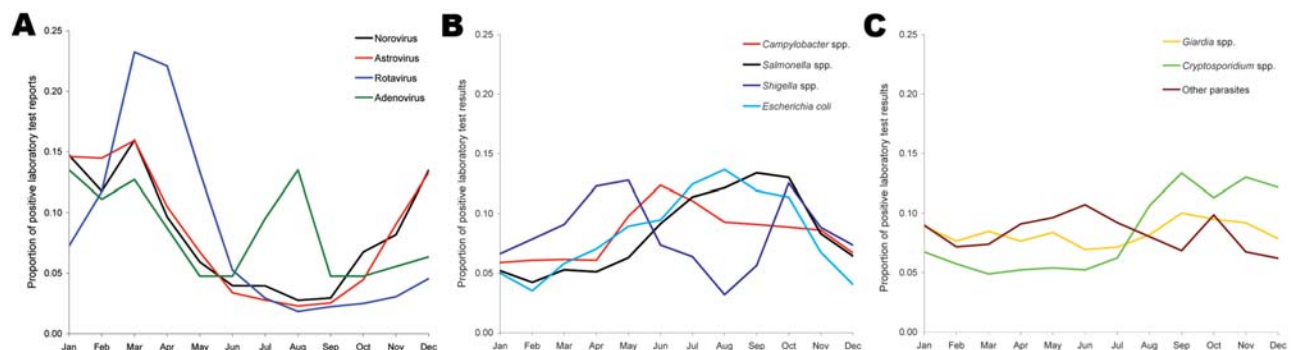 A
Proportion of positive laboratory test reports
0.25
0.20
0.15
0.10
0.05
0.00
Jan Feb Mar Apr May Jun Jul Aug Sep Oct Nov Dec
Norovirus
Astrovirus
Rotavirus
Adenovirus
B
Proportion of positive laboratory test results
0.25
0.20
0.15
0.10
0.05
0.00
Jan Feb Mar Apr May Jun Jul Aug Sep Oct Nov Dec
Campylobacter spp.
Salmonella spp.
Shigella spp.
Escherichia coli
C
Proportion of positive laboratory test results
0.25
0.20
0.15
0.10
0.05
0.00
Jan Feb Mar Apr May Jun Jul Aug Sep Oct Nov Dec
Giardia spp.
Cryptosporidium spp.
Other parasites